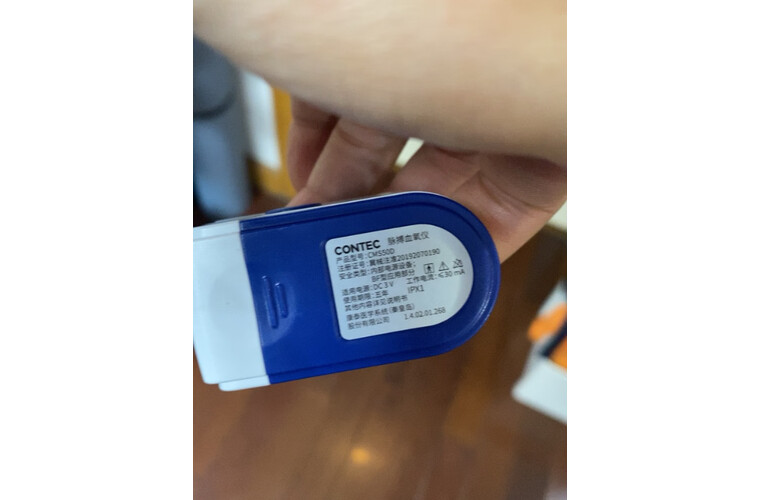 CONTEC 脉搏血氧仪
产品型号: CMS50D
注册证号: 冀械注准20192070190
安全类型: 内部电源设备,
BF型应用部分
适用电源: DC 3 V 工作电流: ≤30 mA
使用期限: 五年 IPX1
其他内容详见说明书
康泰医学系统(秦皇岛)
股份有限公司 1.4.02.01.268